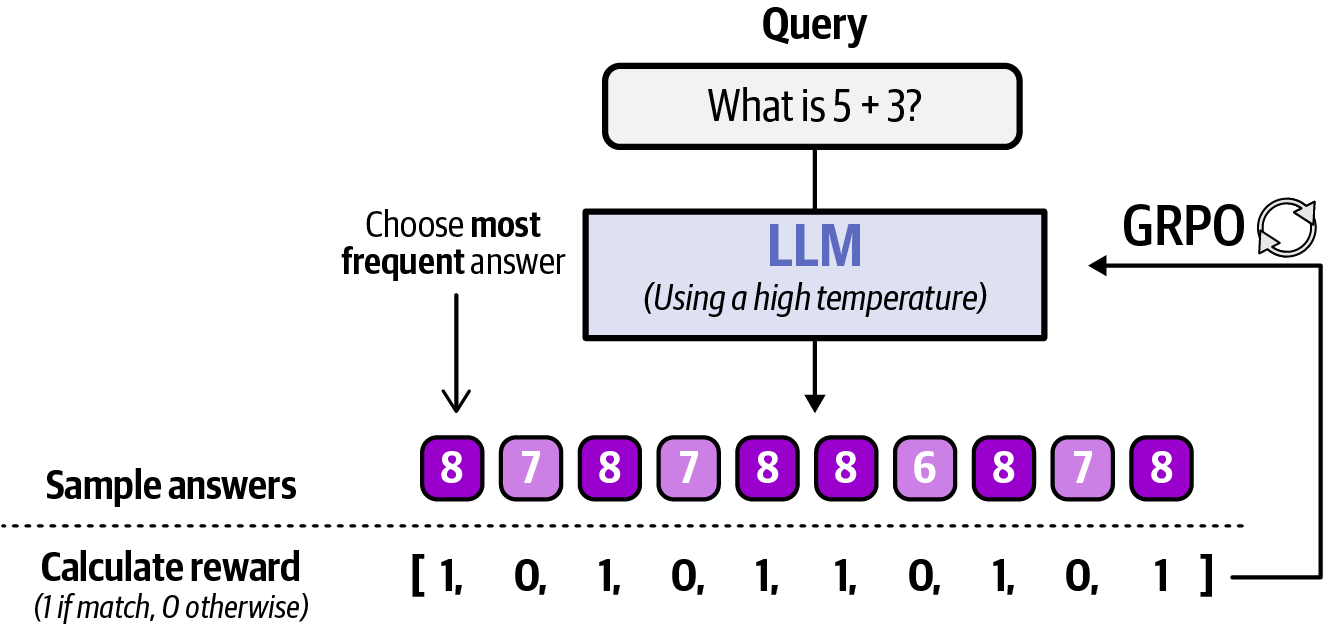 Query
What is 5 + 3?
Choose most
frequent answer
LLM
(Using a high temperature)
GRPO
Sample answers
8 7 8 7 8 8 6 8 7 8
Calculate reward
(1 if match, 0 otherwise)
[ 1, 0, 1, 0, 1, 1, 0, 1, 0, 1 ]